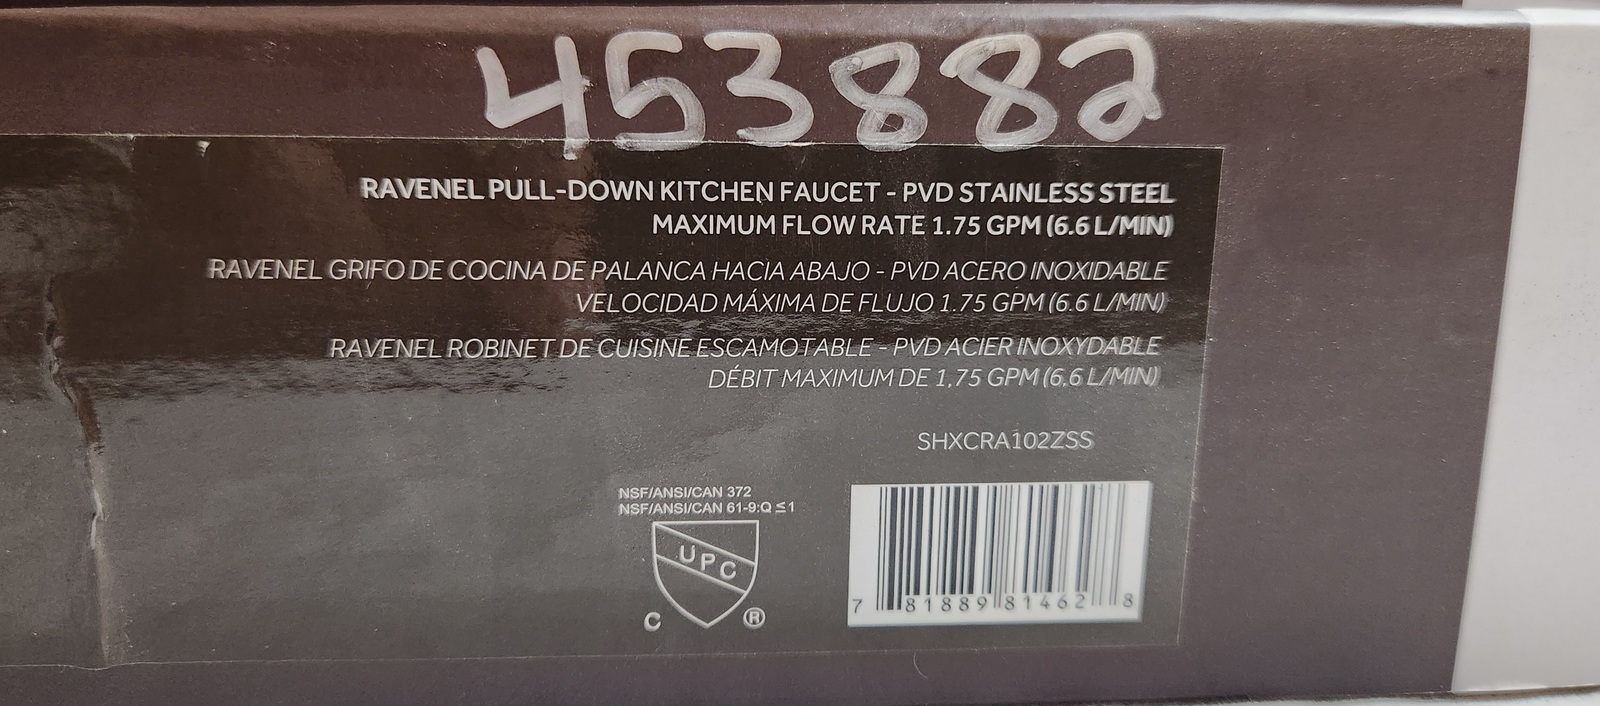 453882
RAVENEL PULL-DOWN KITCHEN FAUCET - PVD STAINLESS STEEL
MAXIMUM FLOW RATE 1.75 GPM (6.6 L/MIN)
RAVENEL GRIFO DE COCINA DE PALANCA HACIA ABAJO - PVD ACERO INOXIDABLE
VELOCIDAD MÁXIMA DE FLUJO 1.75 GPM (6.6 L/MIN)
RAVENEL ROBINET DE CUISINE ESCAMOTABLE - PVD ACIER INOXYDABLE
DÉBIT MAXIMUM DE 1,75 GPM (6,6 L/MIN)
SHXCRA102ZSS
NSF/ANSI/CAN 372
NSF/ANSI/CAN 61-9:Q ≤ 1
UPC
C ®
7 81889 81462 8